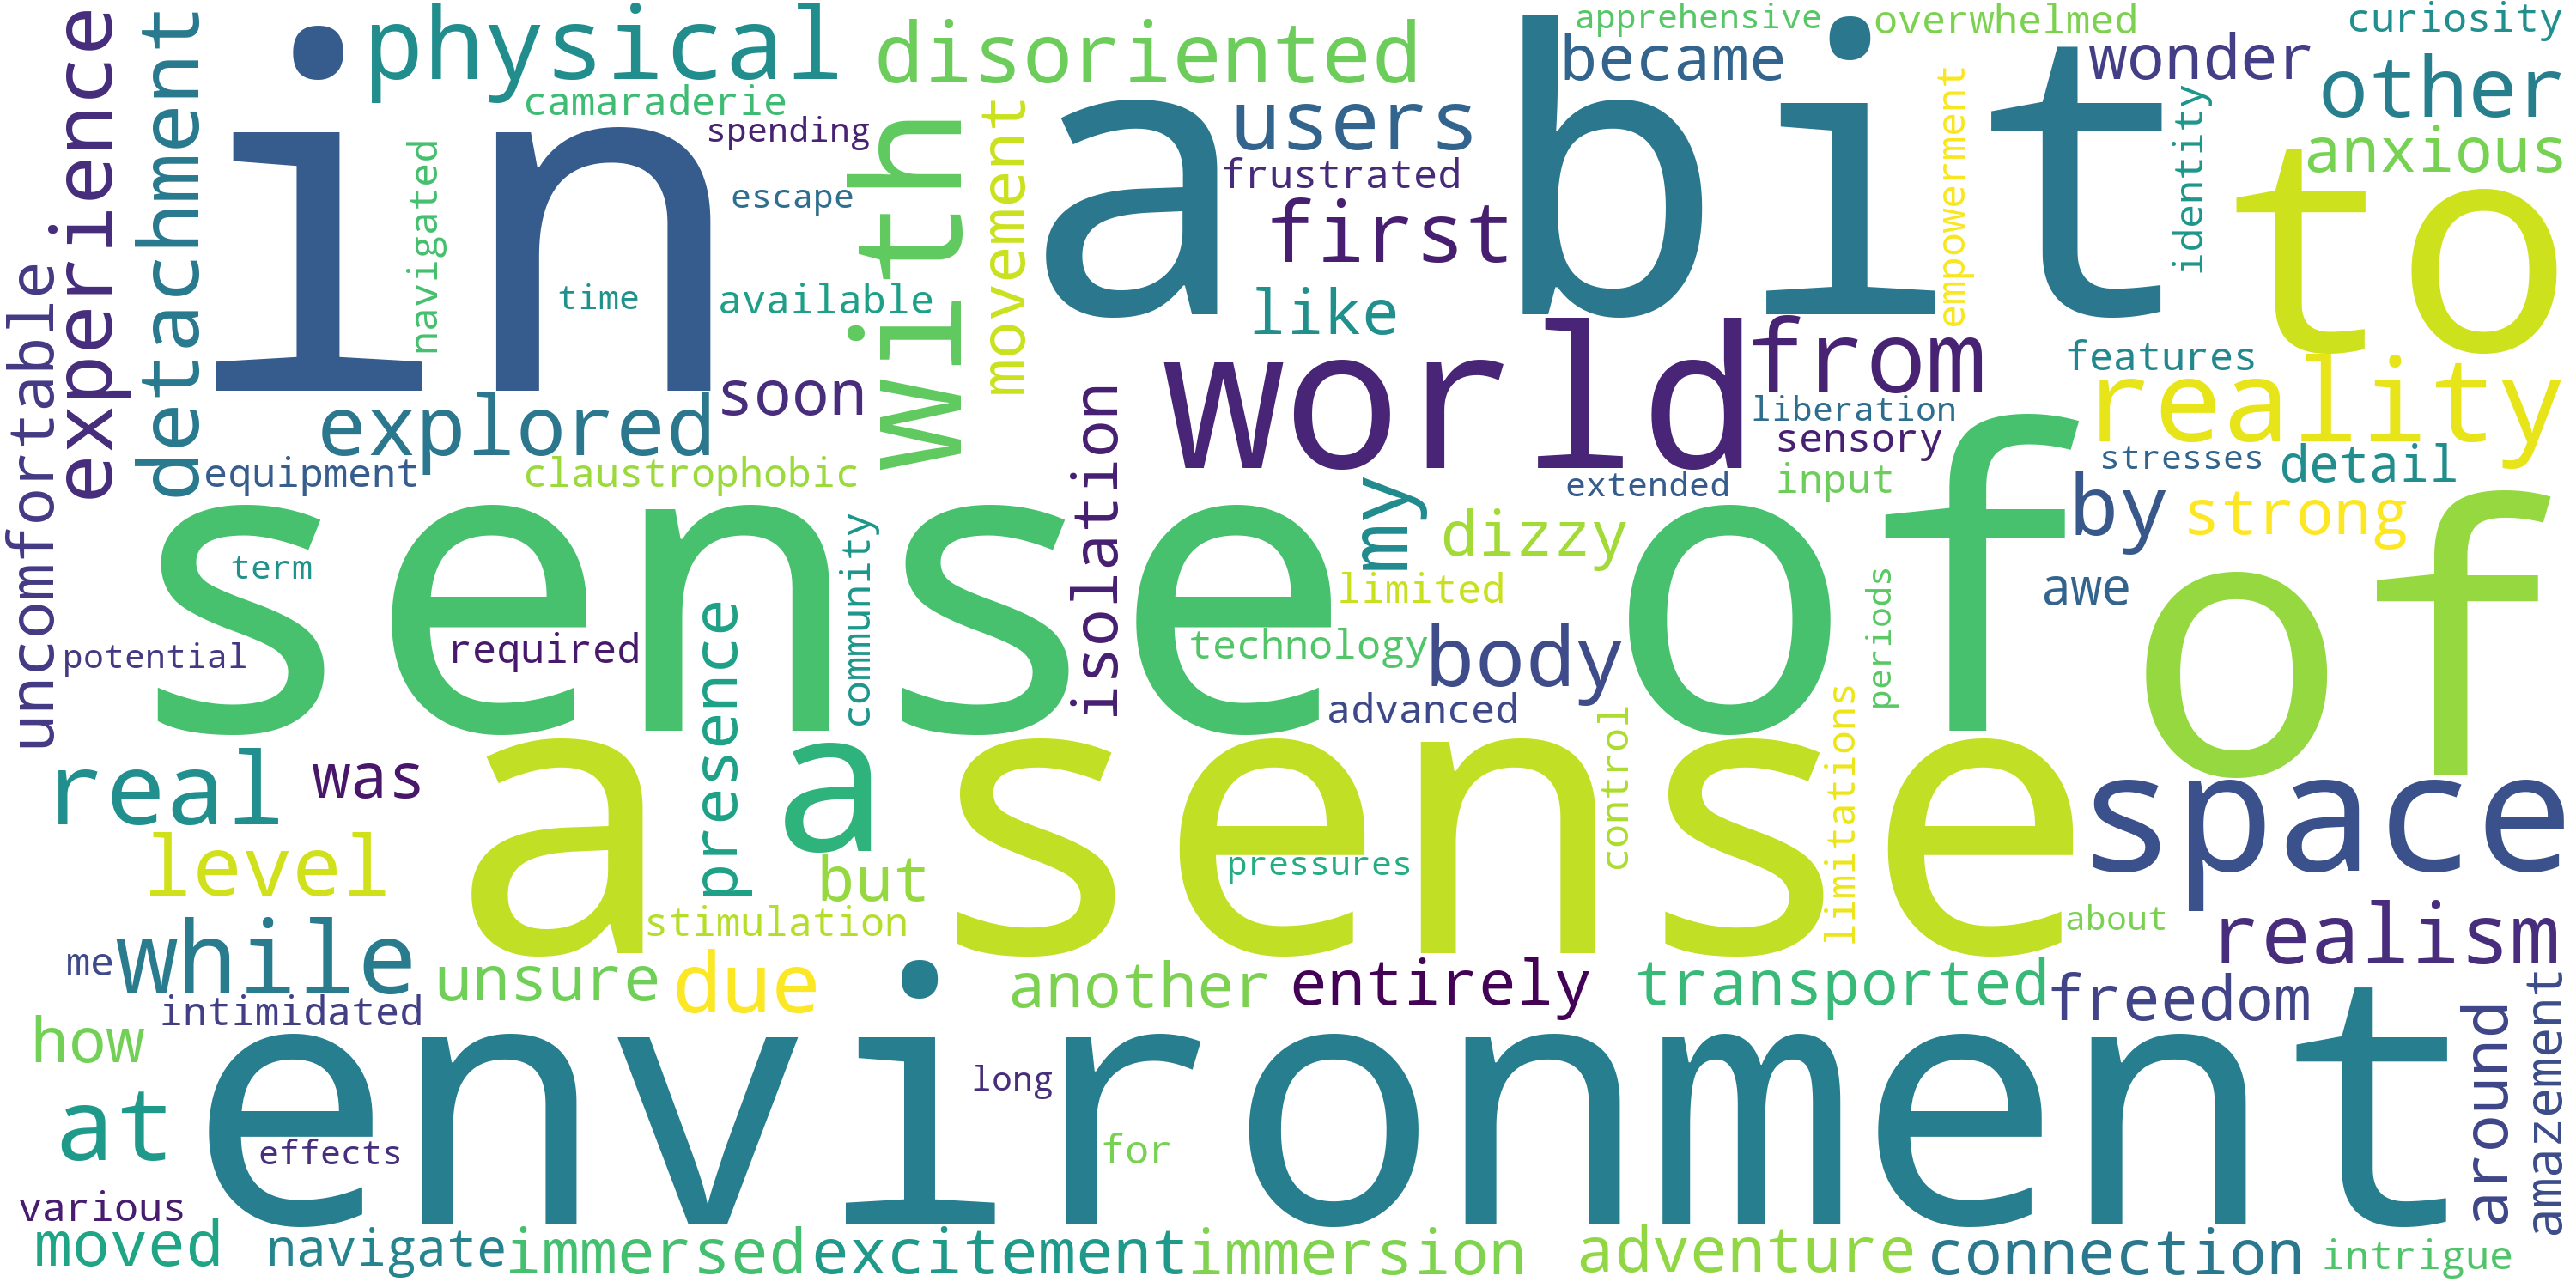 apprehensive
overwhelmed
curiosity
physical
disoriented
became
wonder
other
experience
detachment
in
camaraderie
spending
with
movement
a bit
users
frustrated
first
empowerment
identity
to
anxious
navigated
escape
time
available
like
world
from
features
reality
uncomfortable
explored
soon
isolation
liberation
sensory
stresses
detail
equipment
claustrophobic
extended
input
by
strong
sense of
my
dizzy
of
term
community
limited
periods
awe
potential
required
presence
technology
body
advanced
control
limitations
real
was
a sense
a
space
level
but
pressures
stimulation
about
realism
me
while
unsure
due
another
entirely
transported
freedom
intimidated
around
amazement
how
environment
at
long
effects
for
various
moved
navigate
immersed
excitement
immersion
adventure
connection
intrigue